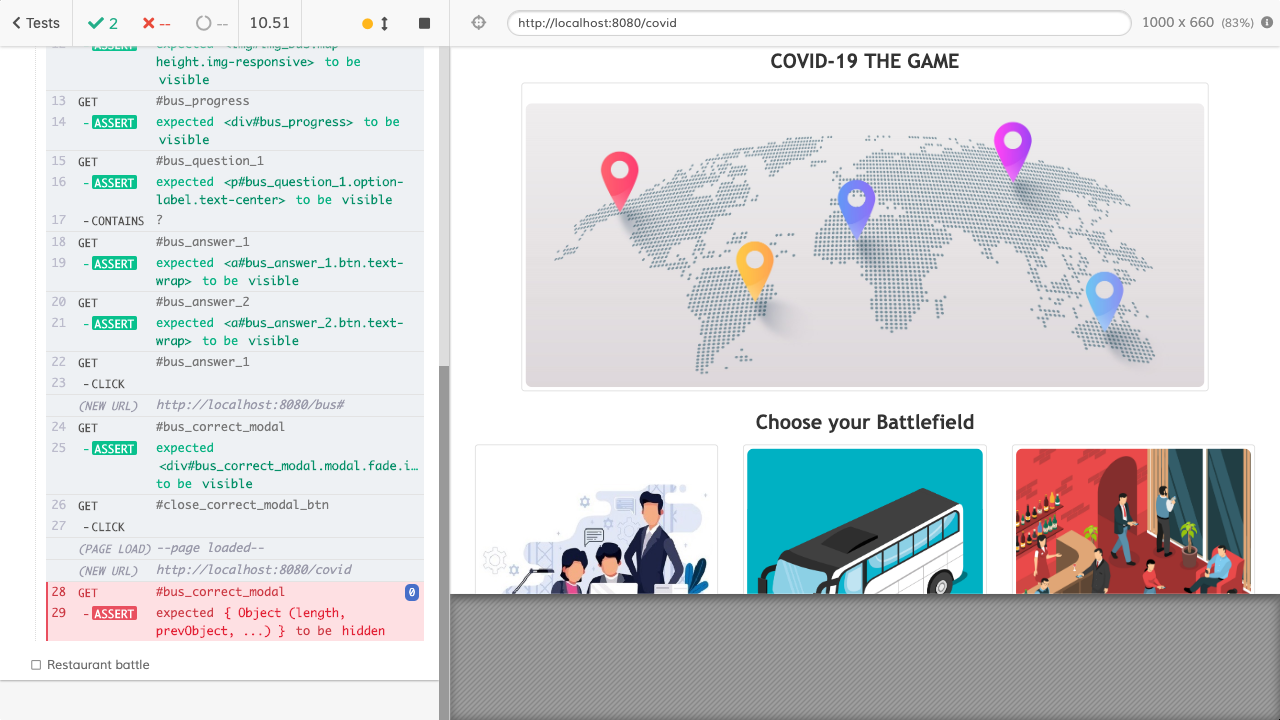 Tests
2
--
--
10.51
http://localhost:8080/covid
1000 x 660 (83%)
height.img-responsive> to be
visible
13 GET #bus_progress
14 -ASSERT expected <div#bus_progress> to be
visible
15 GET #bus_question_1
16 -ASSERT expected <p#bus_question_1.option-
label.text-center> to be visible
17 -CONTAINS ?
18 GET #bus_answer_1
19 -ASSERT expected <a#bus_answer_1.btn.text-
wrap> to be visible
20 GET #bus_answer_2
21 -ASSERT expected <a#bus_answer_2.btn.text-
wrap> to be visible
22 GET #bus_answer_1
23 -CLICK
(NEW URL) http://localhost:8080/bus#
24 GET #bus_correct_modal
25 -ASSERT expected
<div#bus_correct_modal.modal.fade.i…
to be visible
26 GET #close_correct_modal_btn
27 -CLICK
(PAGE LOAD) --page loaded--
(NEW URL) http://localhost:8080/covid
28 GET #bus_correct_modal 0
29 -ASSERT expected { Object (length,
prevObject, ...) } to be hidden
Restaurant battle
COVID-19 THE GAME
Choose your Battlefield